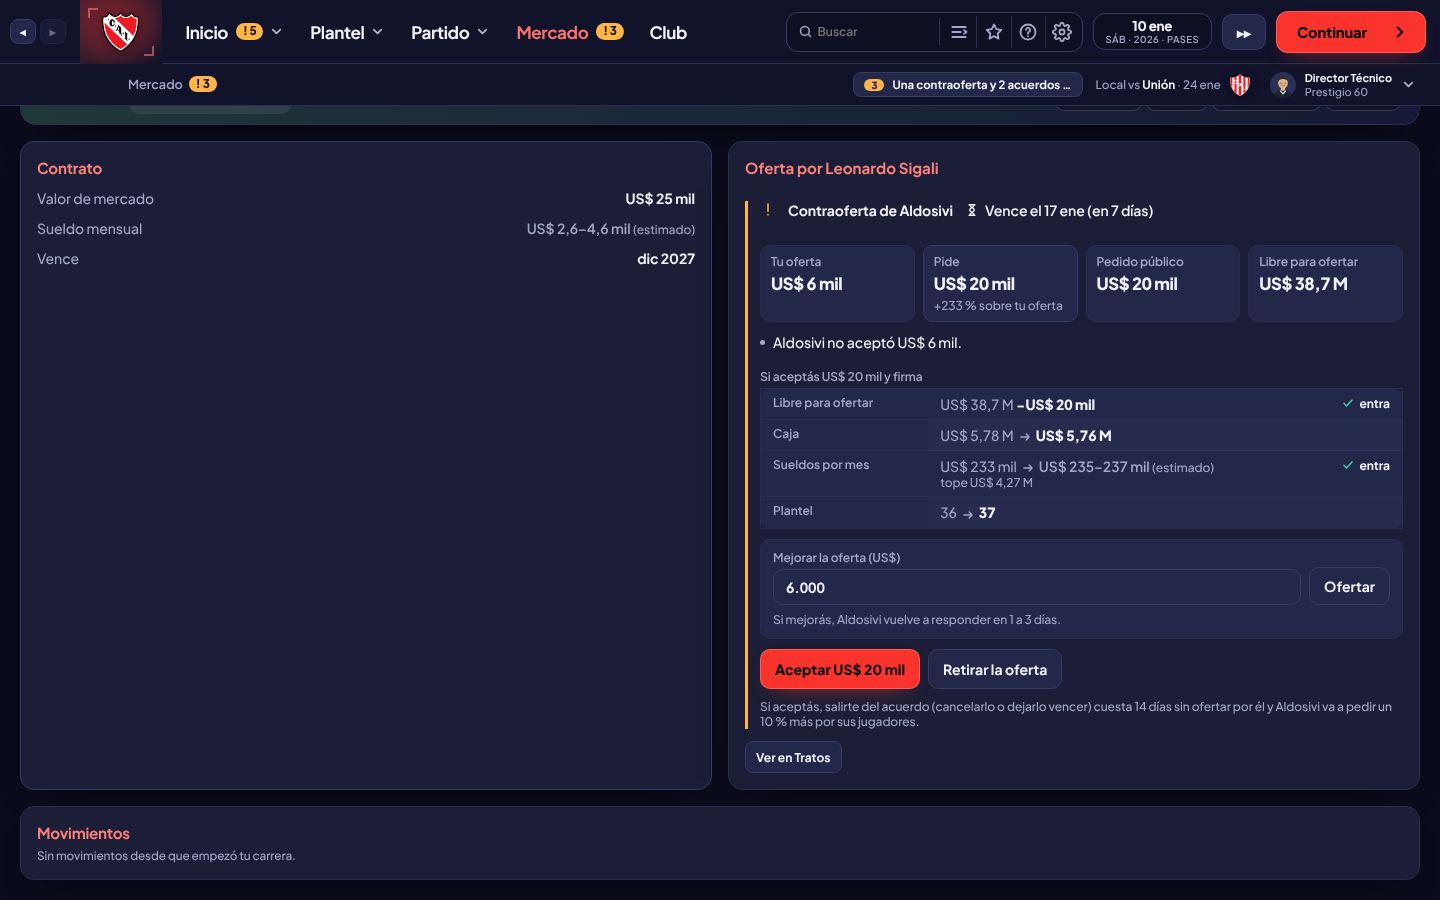 Inicio
! 5
Plantel
Partido
Mercado
! 3
Club
Buscar
10 ene
SÁB · 2026 · PASES
Continuar
Mercado
! 3
3
Una contraoferta y 2 acuerdos ...
Local vs Unión · 24 ene
Director Técnico
Prestigio 60
Contrato
Valor de mercado
US$ 25 mil
Sueldo mensual
US$ 2,6–4,6 mil (estimado)
Vence
dic 2027
Oferta por Leonardo Sigali
! Contraoferta de Aldosivi
Vence el 17 ene (en 7 días)
Tu oferta
US$ 6 mil
Pide
US$ 20 mil
+233 % sobre tu oferta
Pedido público
US$ 20 mil
Libre para ofertar
US$ 38,7 M
• Aldosivi no aceptó US$ 6 mil.
Si aceptás US$ 20 mil y firma
Libre para ofertar
US$ 38,7 M −US$ 20 mil
✓ entra
Caja
US$ 5,78 M → US$ 5,76 M
Sueldos por mes
US$ 233 mil → US$ 235–237 mil (estimado)
tope US$ 4,27 M
✓ entra
Plantel
36 → 37
Mejorar la oferta (US$)
6.000
Ofertar
Si mejorás, Aldosivi vuelve a responder en 1 a 3 días.
Aceptar US$ 20 mil
Retirar la oferta
Si aceptás, salirte del acuerdo (cancelarlo o dejarlo vencer) cuesta 14 días sin ofertar por él y Aldosivi va a pedir un
10 % más por sus jugadores.
Ver en Tratos
Movimientos
Sin movimientos desde que empezó tu carrera.